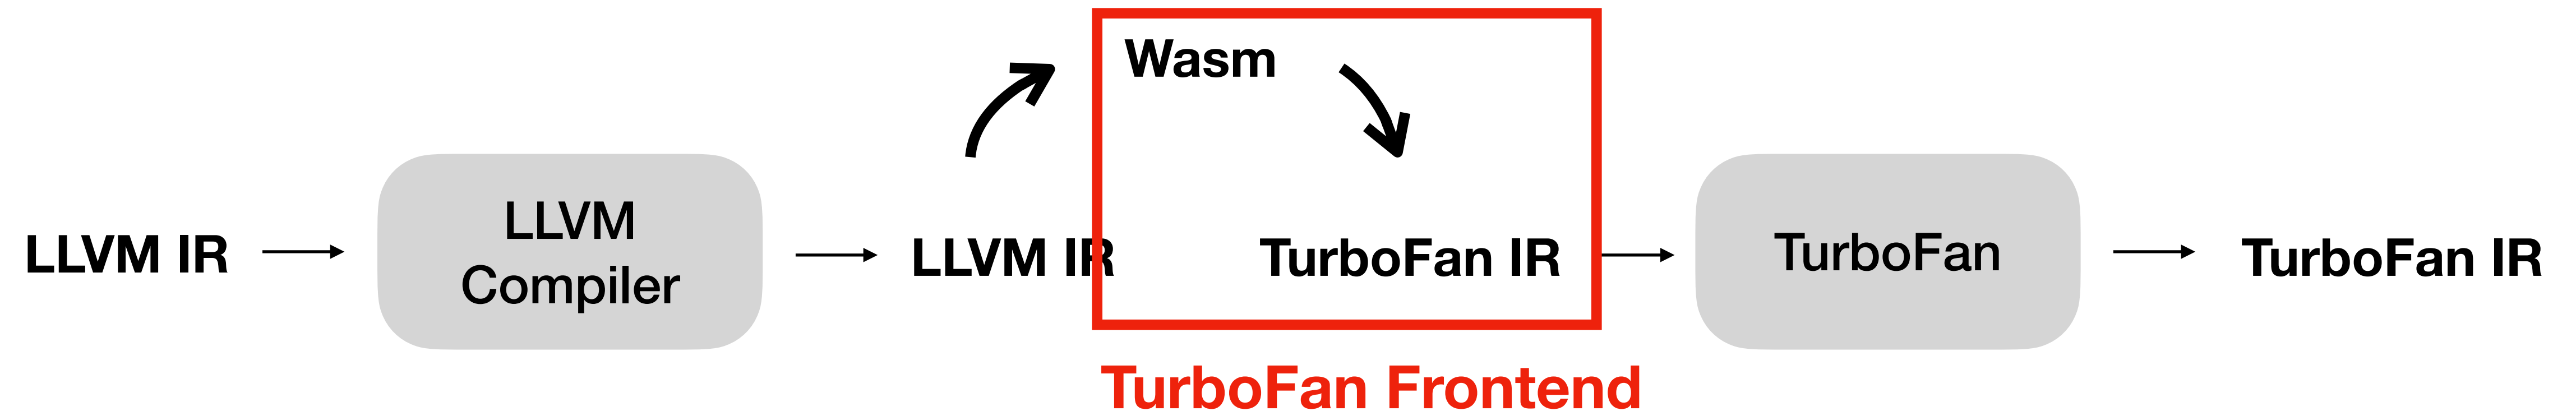 Wasm
LLVM IR
LLVM
Compiler
LLVM IR
TurboFan IR
TurboFan
TurboFan IR
TurboFan Frontend